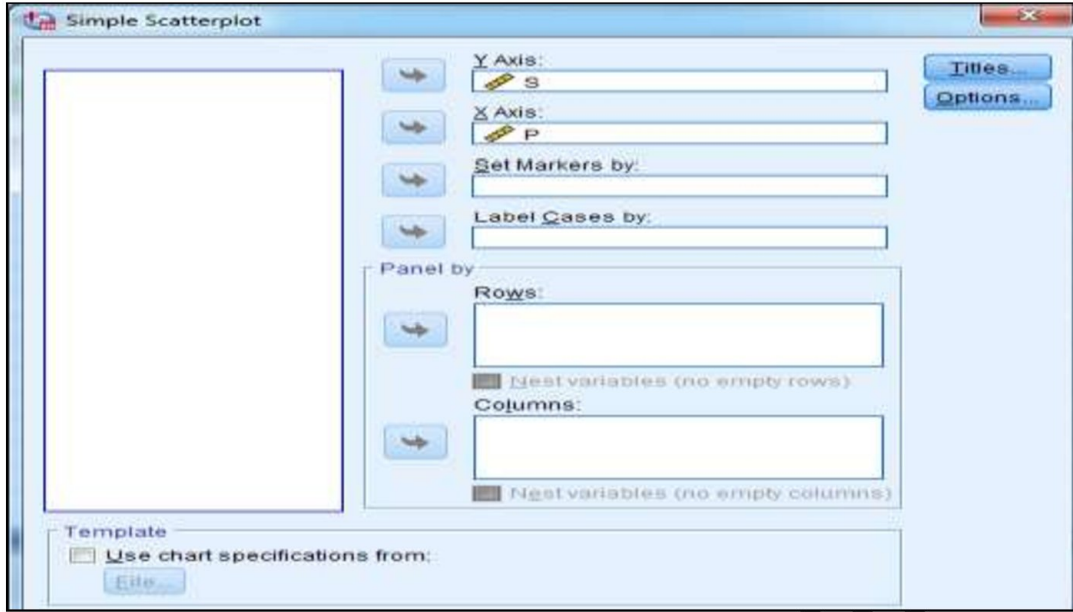 Simple Scatterplot
Y Axis:
S
X Axis:
P
Set Markers by:
Label Cases by:
Panel by
Rows:
Nest variables (no empty rows)
Columns:
Nest variables (no empty columns)
Titles...
Options...
Template
Use chart specifications from:
File...